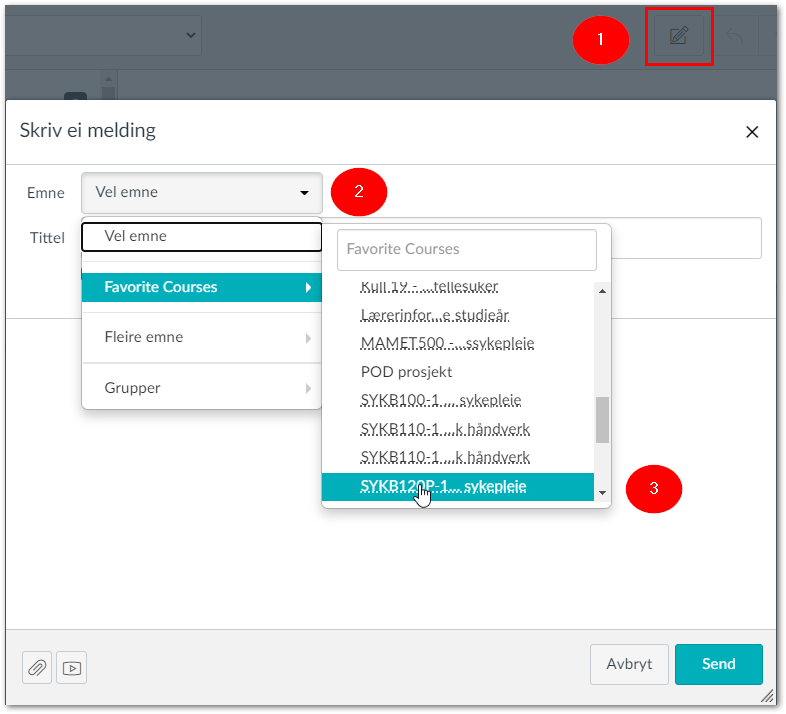 1
Skriv ei melding
Emne
Vel emne
2
Tittel
Vel emne
Favorite Courses
Fleire emne
Grupper
Favorite Courses
Kull 19 - ...fellesuker
Lærerinfor...e studieår
MAMET500 -...ssykepleie
POD prosjekt
SYKB100-1 ... sykepleie
SYKB110-1 ...k håndverk
SYKB110-1 ...k håndverk
SYKB120P-1... sykepleie
3
Avbryt
Send